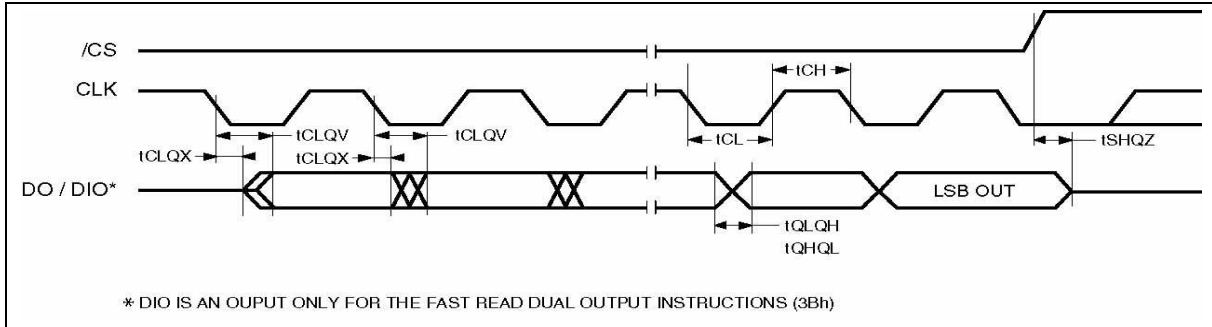 /CS
CLK
tCH
tCLQV
tCLQV
tCL
tSHQZ
tCLQX
tCLQX
DO / DIO*
LSB OUT
tQLQH
tQHQL
* DIO IS AN OUPUT ONLY FOR THE FAST READ DUAL OUTPUT INSTRUCTIONS (3Bh)